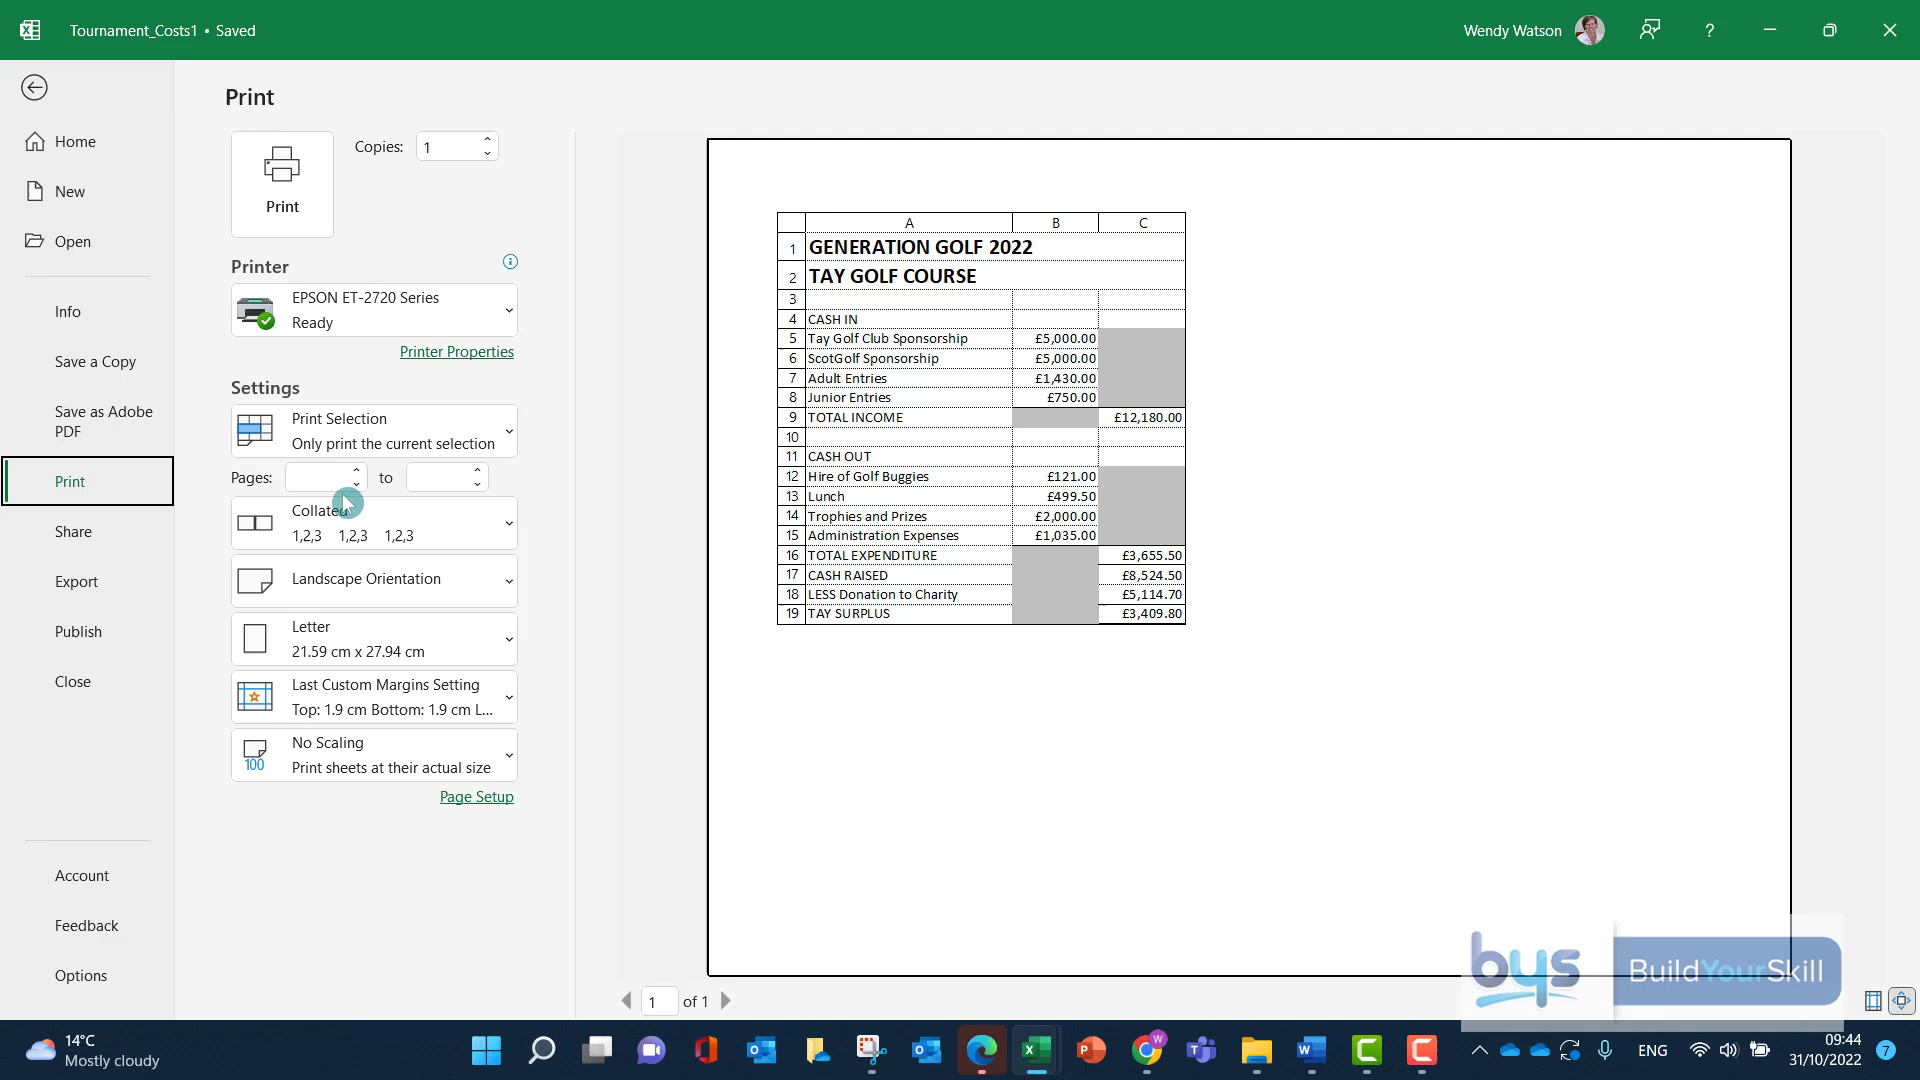 Tournament_Costs1 • Saved
Wendy Watson
?
Home
New
Open
Info
Save a Copy
Save as Adobe
PDF
Print
Share
Export
Publish
Close
Account
Feedback
Options
Print
Print
Copies: 1
Printer
EPSON ET-2720 Series
Ready
Printer Properties
Settings
Print Selection
Only print the current selection
Pages: to
Collated
1,2,3 1,2,3 1,2,3
Landscape Orientation
Letter
21.59 cm x 27.94 cm
Last Custom Margins Setting
Top: 1.9 cm Bottom: 1.9 cm L...
No Scaling
100
Print sheets at their actual size
Page Setup
A B C
1 GENERATION GOLF 2022
2 TAY GOLF COURSE
3
4 CASH IN
5 Tay Golf Club Sponsorship £5,000.00
6 ScotGolf Sponsorship £5,000.00
7 Adult Entries £1,430.00
8 Junior Entries £750.00
9 TOTAL INCOME £12,180.00
10
11 CASH OUT
12 Hire of Golf Buggies £121.00
13 Lunch £499.50
14 Trophies and Prizes £2,000.00
15 Administration Expenses £1,035.00
16 TOTAL EXPENDITURE £3,655.50
17 CASH RAISED £8,524.50
18 LESS Donation to Charity £5,114.70
19 TAY SURPLUS £3,409.80
1 of 1
bys BuildYourSkill
14°C
Mostly cloudy
W
ENG
09:44
31/10/2022
7